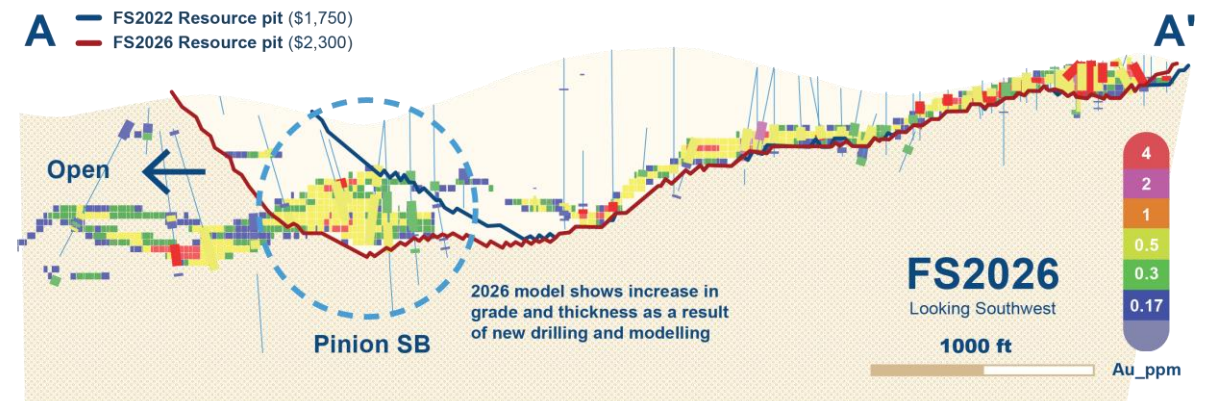 A
FS2022 Resource pit ($1,750)
FS2026 Resource pit ($2,300)
A'
Open
Pinion SB
2026 model shows increase in
grade and thickness as a result
of new drilling and modelling
FS2026
Looking Southwest
1000 ft
4
2
1
0.5
0.3
0.17
Au_ppm